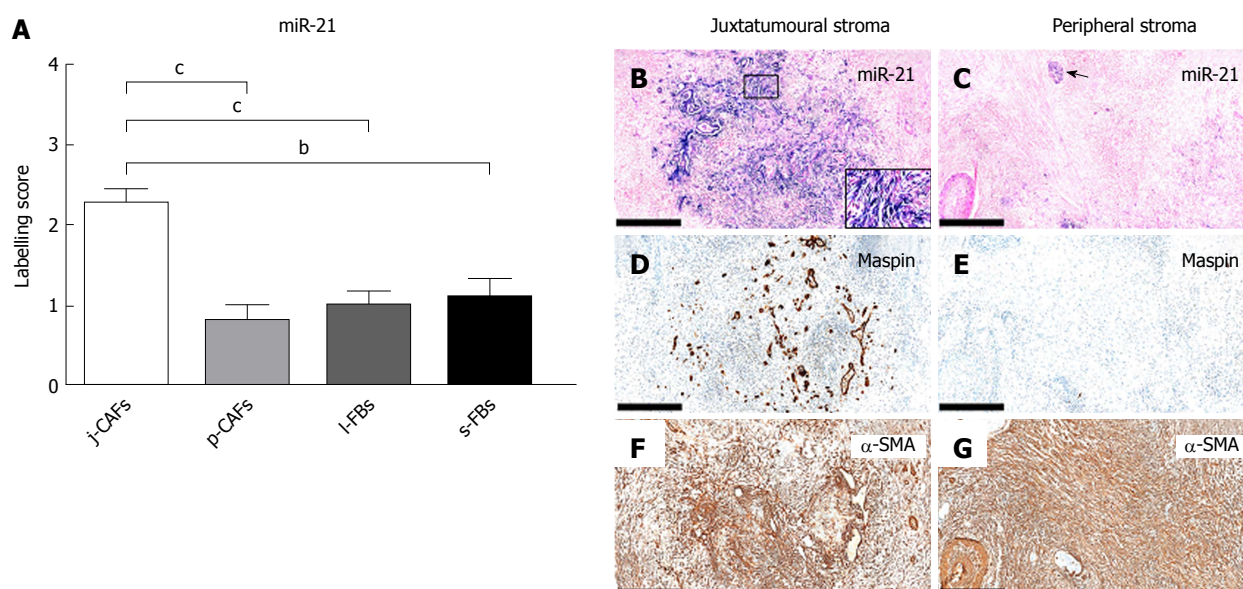 A
miR-21
c
c
b
Labelling score
4
3
2
1
0
j-CAFs
p-CAFs
l-FBs
s-FBs
Juxtatumoural stroma
Peripheral stroma
B
miR-21
C
miR-21
D
Maspin
E
Maspin
F
α-SMA
G
α-SMA